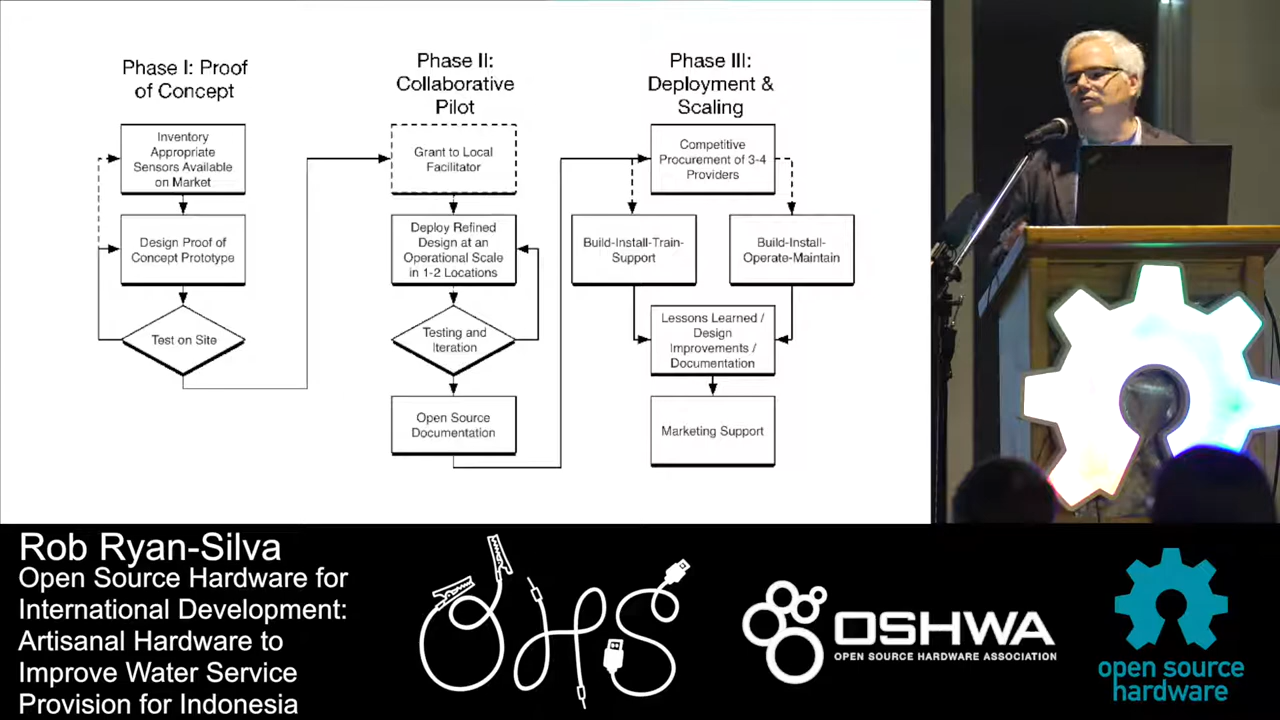 Phase I: Proof
of Concept
Inventory
Appropriate
Sensors Available
on Market
Design Proof of
Concept Prototype
Test on Site
Phase II:
Collaborative
Pilot
Grant to Local
Facilitator
Deploy Refined
Design at an
Operational Scale
in 1-2 Locations
Testing and
Iteration
Open Source
Documentation
Phase III:
Deployment &
Scaling
Competitive
Procurement of 3-4
Providers
Build-Install-Train-
Support
Build-Install-
Operate-Maintain
Lessons Learned /
Design
Improvements /
Documentation
Marketing Support
Rob Ryan-Silva
Open Source Hardware for
International Development:
Artisanal Hardware to
Improve Water Service
Provision for Indonesia
OHS
OSHWA
OPEN SOURCE HARDWARE ASSOCIATION
open source
hardware